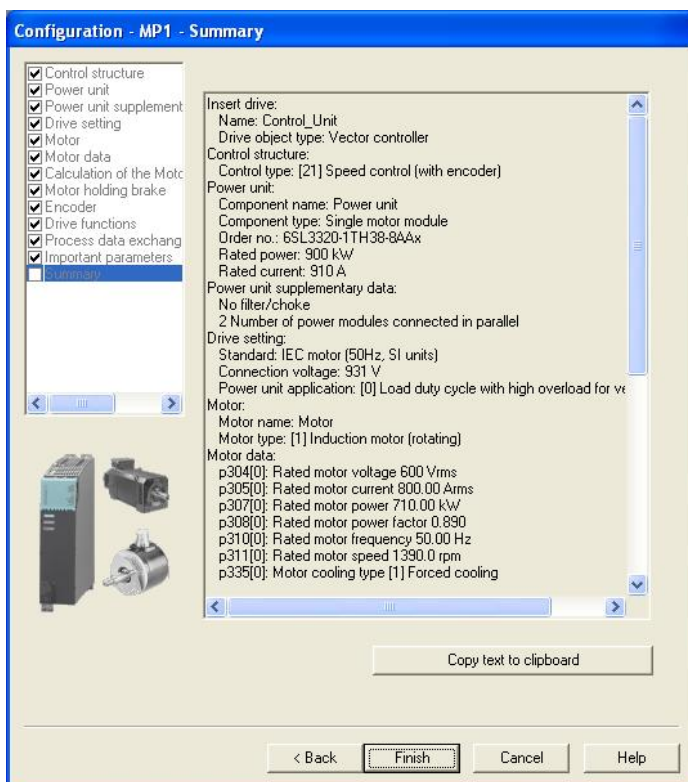 Configuration - MP1 - Summary
Control structure
Power unit
Power unit supplement
Drive setting
Motor
Motor data
Calculation of the Motc
Motor holding brake
Encoder
Drive functions
Process data exchang
Important parameters
Summary
Insert drive:
Name: Control_Unit
Drive object type: Vector controller
Control structure:
Control type: [21] Speed control (with encoder)
Power unit:
Component name: Power unit
Component type: Single motor module
Order no.: 6SL3320-1TH38-8AAx
Rated power: 900 kW
Rated current: 910 A
Power unit supplementary data:
No filter/choke
2 Number of power modules connected in parallel
Drive setting:
Standard: IEC motor (50Hz, SI units)
Connection voltage: 931 V
Power unit application: [0] Load duty cycle with high overload for ve
Motor:
Motor name: Motor
Motor type: [1] Induction motor (rotating)
Motor data:
p304[0]: Rated motor voltage 600 Vrms
p305[0]: Rated motor current 800.00 Arms
p307[0]: Rated motor power 710.00 kW
p308[0]: Rated motor power factor 0.890
p310[0]: Rated motor frequency 50.00 Hz
p311[0]: Rated motor speed 1390.0 rpm
p335[0]: Motor cooling type [1] Forced cooling
Copy text to clipboard
< Back
Finish
Cancel
Help